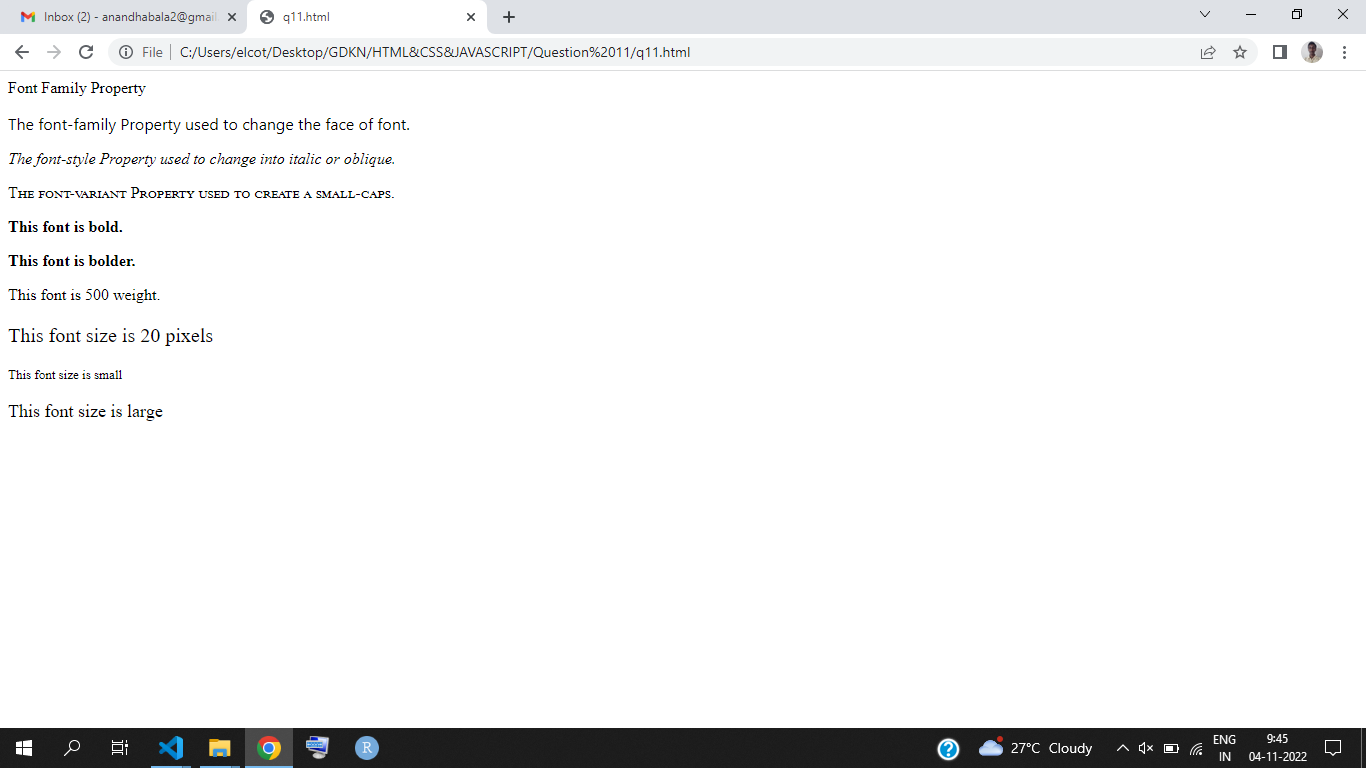 Inbox (2) - anandhabala2@gmail
q11.html
File
C:/Users/elcot/Desktop/GDKN/HTML&CSS&JAVASCRIPT/Question%2011/q11.html
Font Family Property
The font-family Property used to change the face of font.
The font-style Property used to change into italic or oblique.
The font-variant Property used to create a small-caps.
This font is bold.
This font is bolder.
This font is 500 weight.
This font size is 20 pixels
This font size is small
This font size is large
R
?
27°C Cloudy
ENG
IN
9:45
04-11-2022